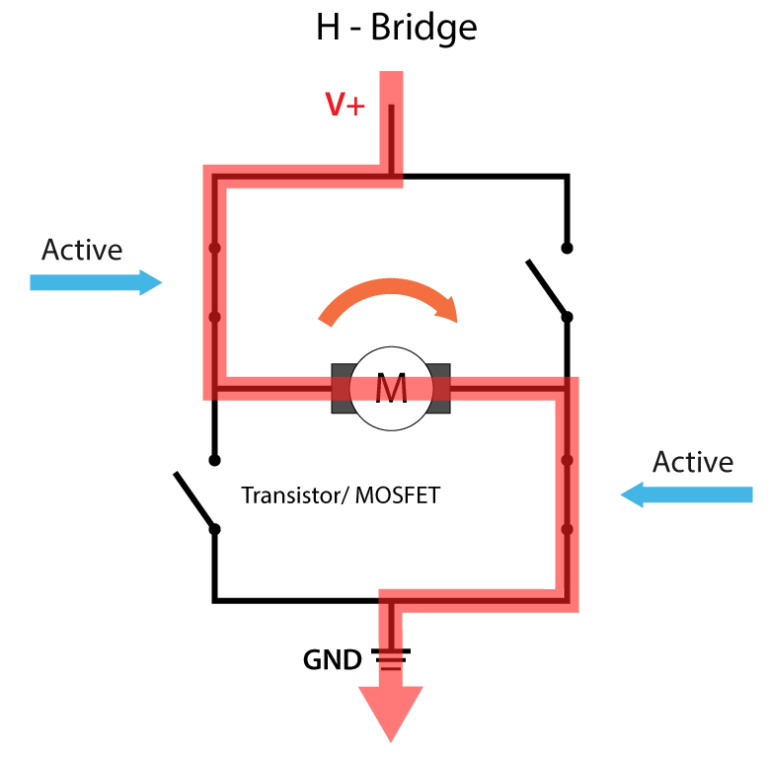 H - Bridge
V+
Active
M
Active
Transistor/ MOSFET
GND